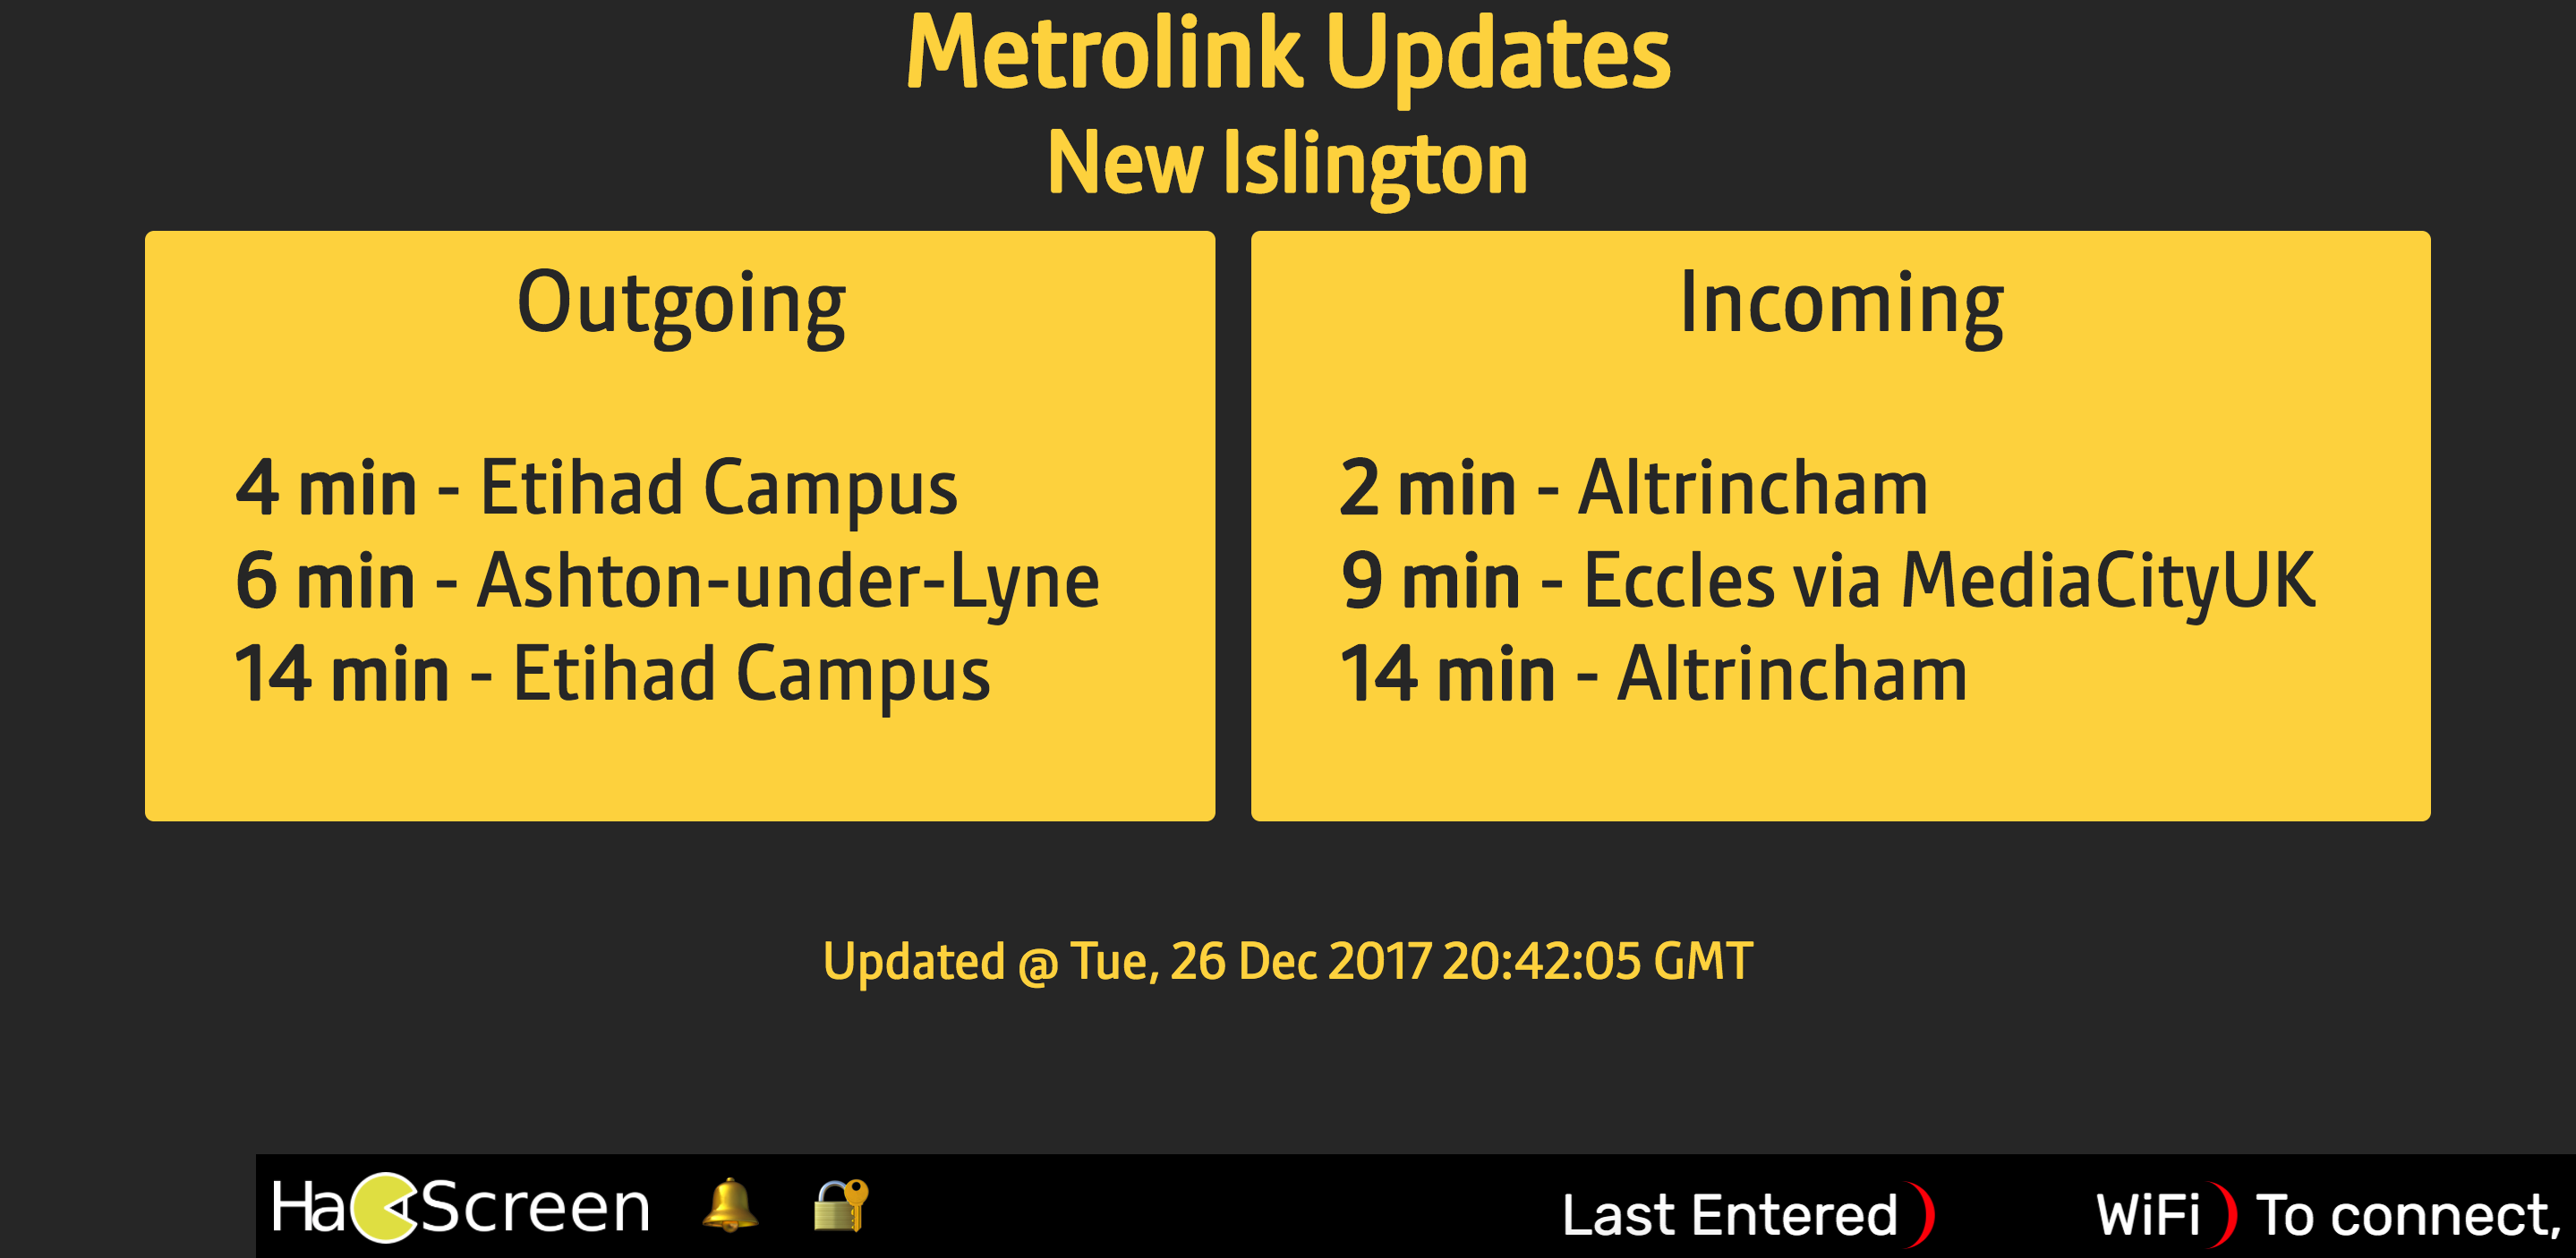 Metrolink Updates
New Islington
Outgoing
4 min - Etihad Campus
6 min - Ashton-under-Lyne
14 min - Etihad Campus
Incoming
2 min - Altrincham
9 min - Eccles via MediaCityUK
14 min - Altrincham
Updated @ Tue, 26 Dec 2017 20:42:05 GMT
HacScreen
Last Entered) WiFi) To connect,